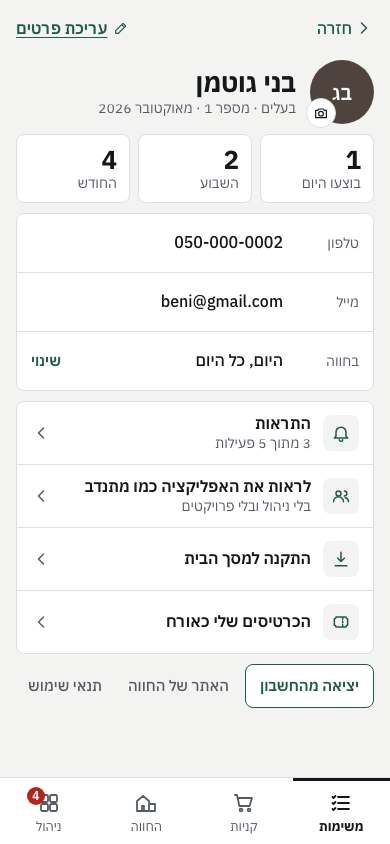 חזרה
עריכת פרטים
בג
בני גוטמן
בעלים · מספר 1 · מאוקטובר 2026
1
בוצעו היום
2
השבוע
4
החודש
טלפון
050-000-0002
מייל
beni@gmail.com
בחווה
היום, כל היום
שינוי
התראות
3 מתוך 5 פעילות
לראות את האפליקציה כמו מתנדב
בלי ניהול ובלי פרויקטים
התקנה למסך הבית
הכרטיסים שלי כאורח
יציאה מהחשבון
האתר של החווה
תנאי שימוש
משימות
קניות
החווה
4
ניהול